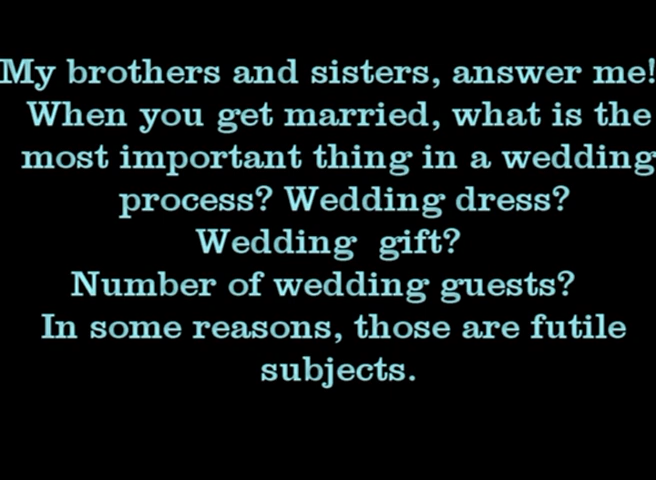 My brothers and sisters, answer me!
When you get married, what is the
most important thing in a wedding
process? Wedding dress?
Wedding gift?
Number of wedding guests?
In some reasons, those are futile
subjects.